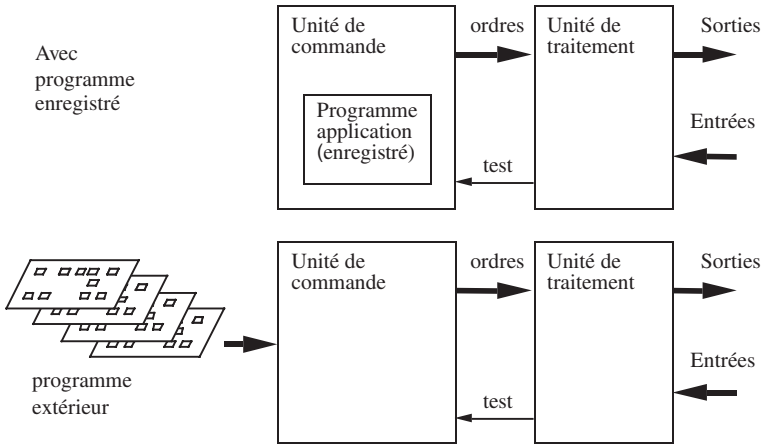 Avec
programme
enregistré
Unité de
commande
Programme
application
(enregistré)
ordres
test
Unité de
traitement
Sorties
Entrées
programme
extérieur
Unité de
commande
ordres
test
Unité de
traitement
Sorties
Entrées